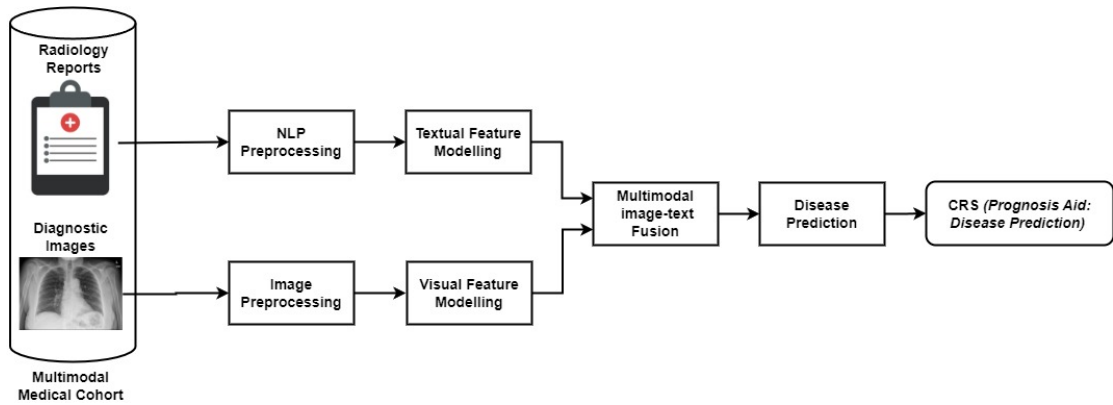 Radiology
Reports
Diagnostic
Images
Multimodal
Medical Cohort
NLP
Preprocessing
Textual Feature
Modelling
Image
Preprocessing
Visual Feature
Modelling
Multimodal
image-text
Fusion
Disease
Prediction
CRS (Prognosis Aid:
Disease Prediction)